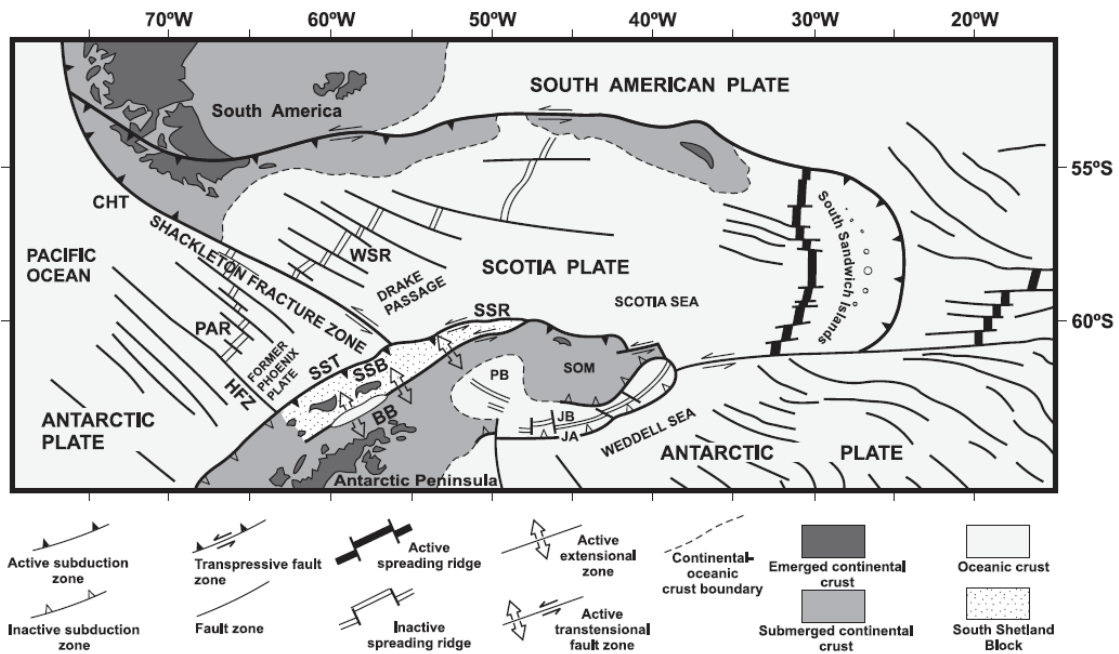 70ºW 60ºW 50ºW 40ºW 30ºW 20ºW
SOUTH AMERICAN PLATE
South America
55ºS
CHT
SHACKLETON FRACTURE ZONE
PACIFIC
OCEAN
WSR
DRAKE
PASSAGE
SCOTIA PLATE
SCOTIA SEA
South Sandwich Islands
PAR
SSR
60ºS
FORMER
PHOENIX
PLATE
HFZ
SST
SSB
BB
PB
SOM
JB
JA
WEDDELL SEA
ANTARCTIC
PLATE
ANTARCTIC PLATE
Antarctic Peninsula
Active subduction
zone
Transpressive fault
zone
Active
spreading ridge
Active
extensional
zone
Continental-
oceanic
crust boundary
Emerged continental
crust
Oceanic crust
Inactive subduction
zone
Fault zone
Inactive
spreading ridge
Active
transtensional
fault zone
Submerged continental
crust
South Shetland
Block